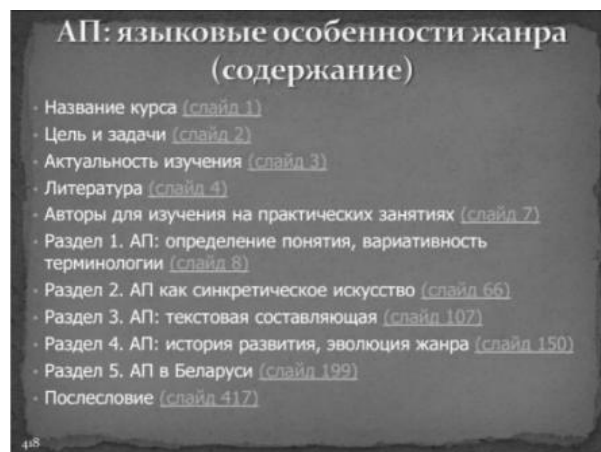 АП: языковые особенности жанра
(содержание)
Название курса (слайд 1)
Цель и задачи (слайд 2)
Актуальность изучения (слайд 3)
Литература (слайд 4)
Авторы для изучения на практических занятиях (слайд 7)
Раздел 1. АП: определение понятия, вариативность
терминологии (слайд 8)
Раздел 2. АП как синкретическое искусство (слайд 66)
Раздел 3. АП: текстовая составляющая (слайд 107)
Раздел 4. АП: история развития, эволюция жанра (слайд 150)
Раздел 5. АП в Беларуси (слайд 199)
Послесловие (слайд 417)
418